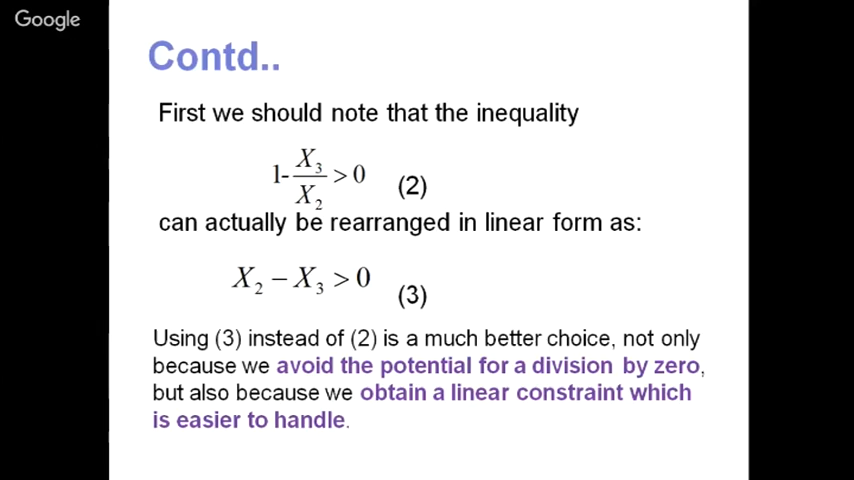 Google
Contd..
First we should note that the inequality
1-X₃/X₂ > 0 (2)
can actually be rearranged in linear form as:
X₂ − X₃ > 0 (3)
Using (3) instead of (2) is a much better choice, not only
because we avoid the potential for a division by zero,
but also because we obtain a linear constraint which
is easier to handle.